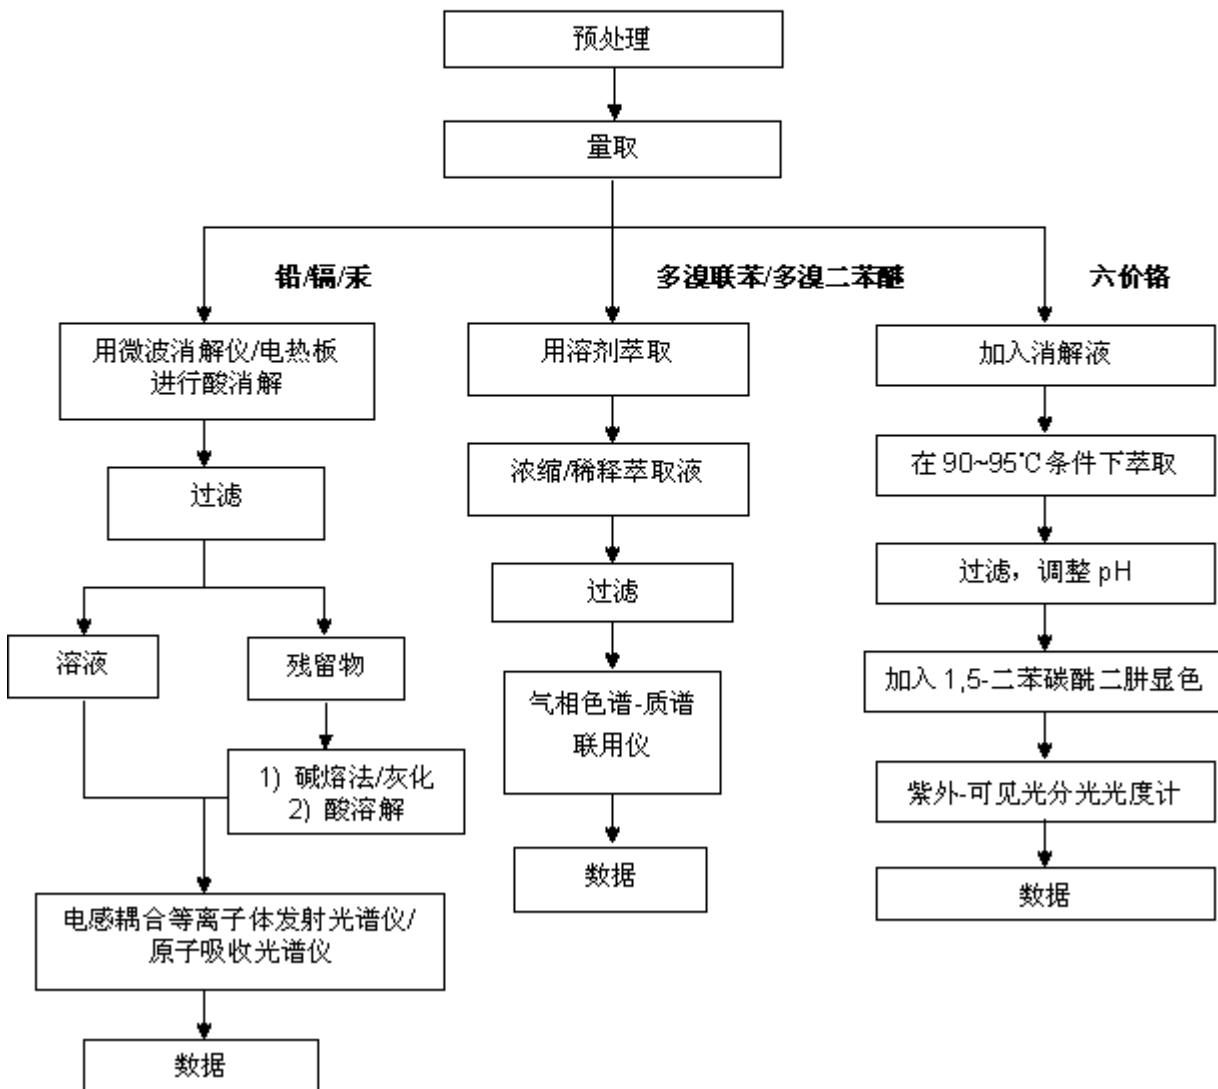 预处理
量取
铅/镉/汞
多溴联苯/多溴二苯醚
六价铬
用微波消解仪/电热板
进行酸消解
过滤
溶液
残留物
1) 碱熔法/灰化
2) 酸溶解
电感耦合等离子体发射光谱仪/
原子吸收光谱仪
数据
用溶剂萃取
浓缩/稀释萃取液
过滤
气相色谱-质谱
联用仪
数据
加入消解液
在90~95℃条件下萃取
过滤，调整 pH
加入1,5-二苯碳酰二肼显色
紫外-可见光分光光度计
数据